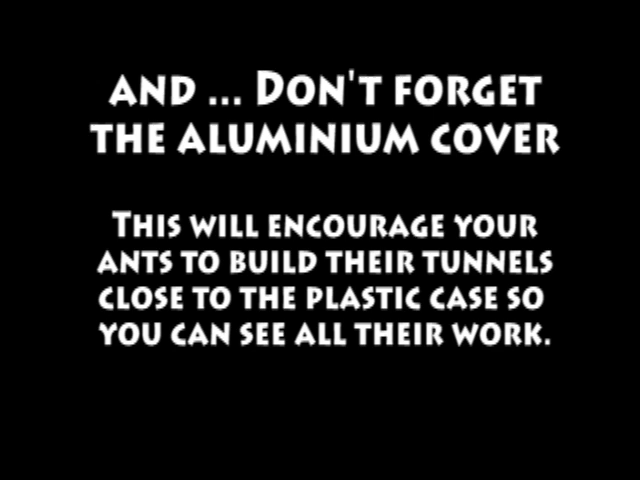 AND ... DON'T FORGET
THE ALUMINIUM COVER
THIS WILL ENCOURAGE YOUR
ANTS TO BUILD THEIR TUNNELS
CLOSE TO THE PLASTIC CASE SO
YOU CAN SEE ALL THEIR WORK.